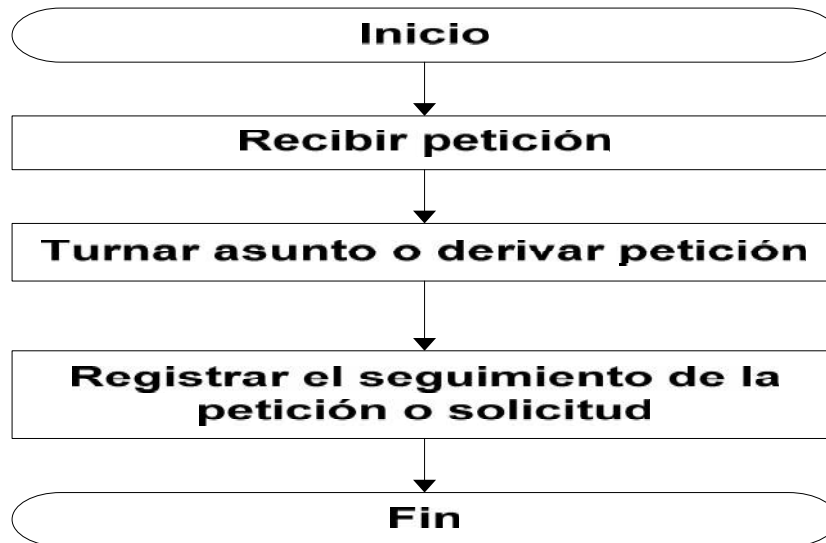 Inicio
Recibir petición
Turnar asunto o derivar petición
Registrar el seguimiento de la
petición o solicitud
Fin